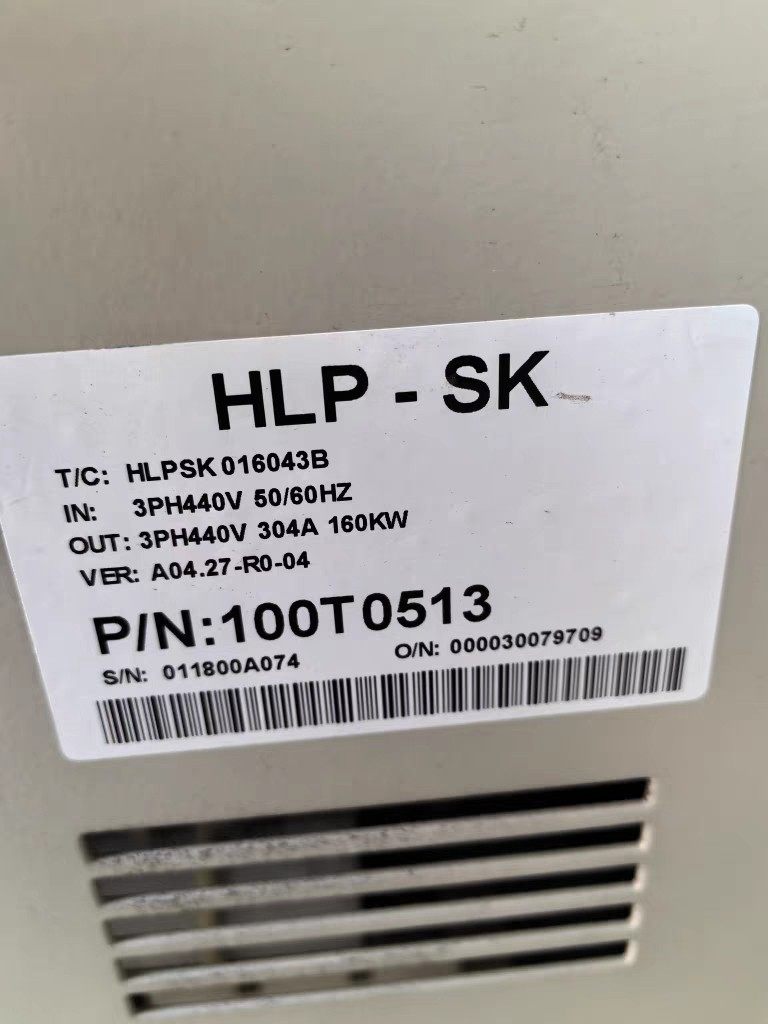 HLP - SK
T/C: HLPSK 016043B
IN: 3PH440V 50/60HZ
OUT: 3PH440V 304A 160KW
VER: A04.27-R0-04
P/N:100T0513
S/N: 011800A074 O/N: 000030079709